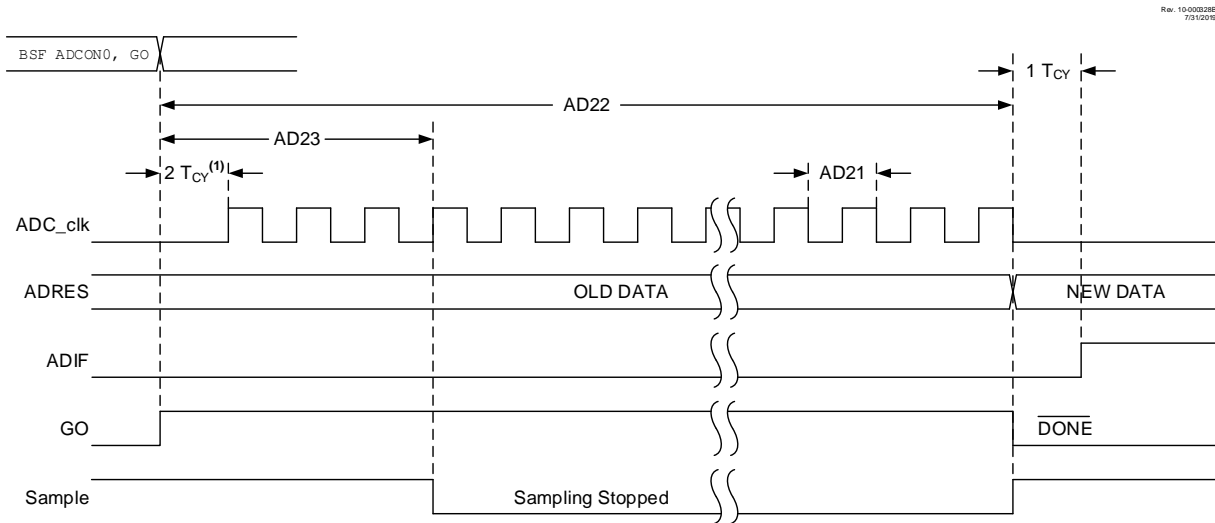 Rev. 10-000328E
7/31/2019
BSF ADCON0, GO
1 TCY
AD22
AD23
2 TCY(1)
AD21
ADC_clk
ADRES
OLD DATA
NEW DATA
ADIF
GO
DONE
Sample
Sampling Stopped